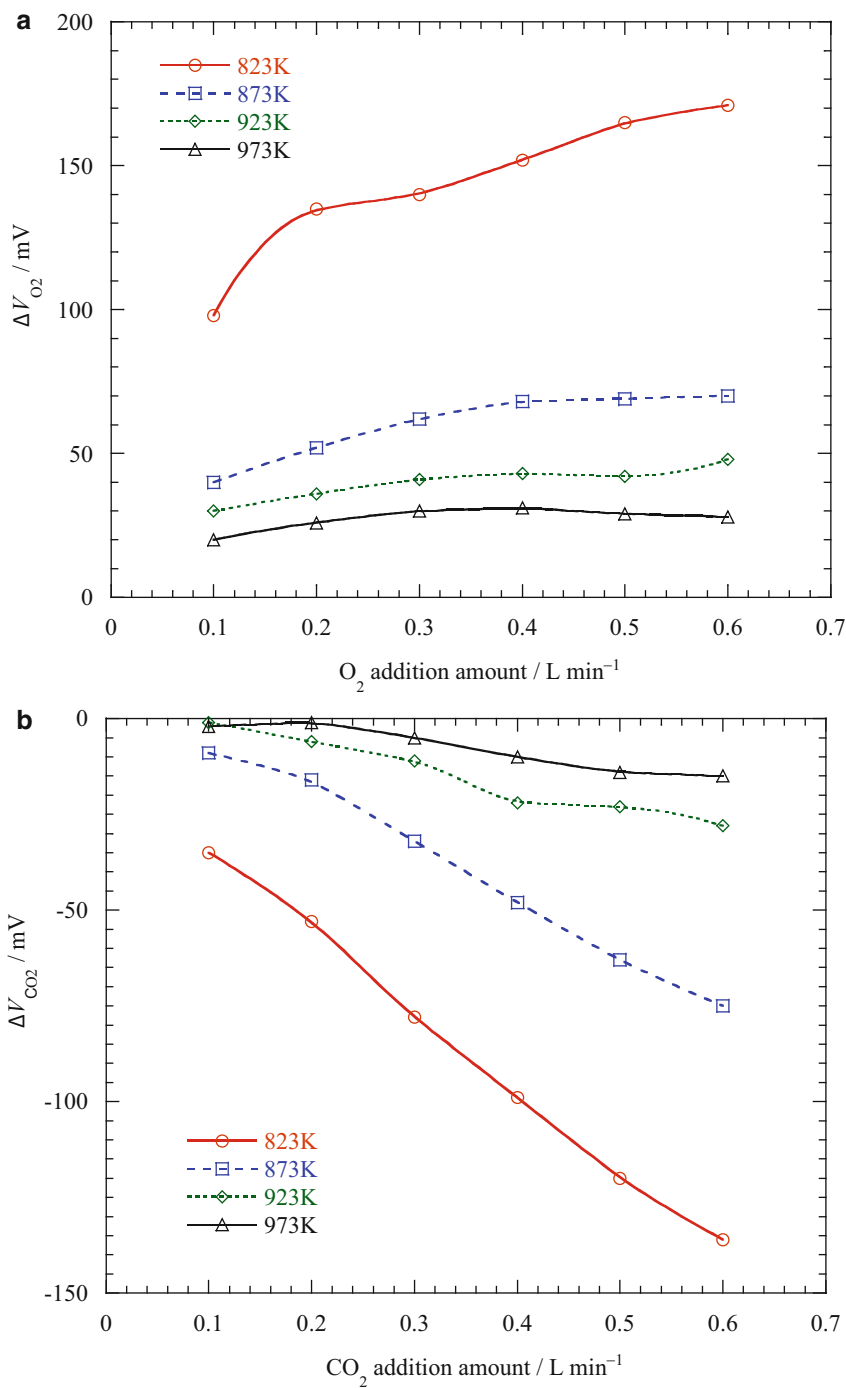 a
200
150
100
50
0
ΔV_O2 / mV
823K
873K
923K
973K
0 0.1 0.2 0.3 0.4 0.5 0.6 0.7
O₂ addition amount / L min⁻¹
b
0
-50
-100
-150
ΔV_CO2 / mV
823K
873K
923K
973K
0 0.1 0.2 0.3 0.4 0.5 0.6 0.7
CO₂ addition amount / L min⁻¹